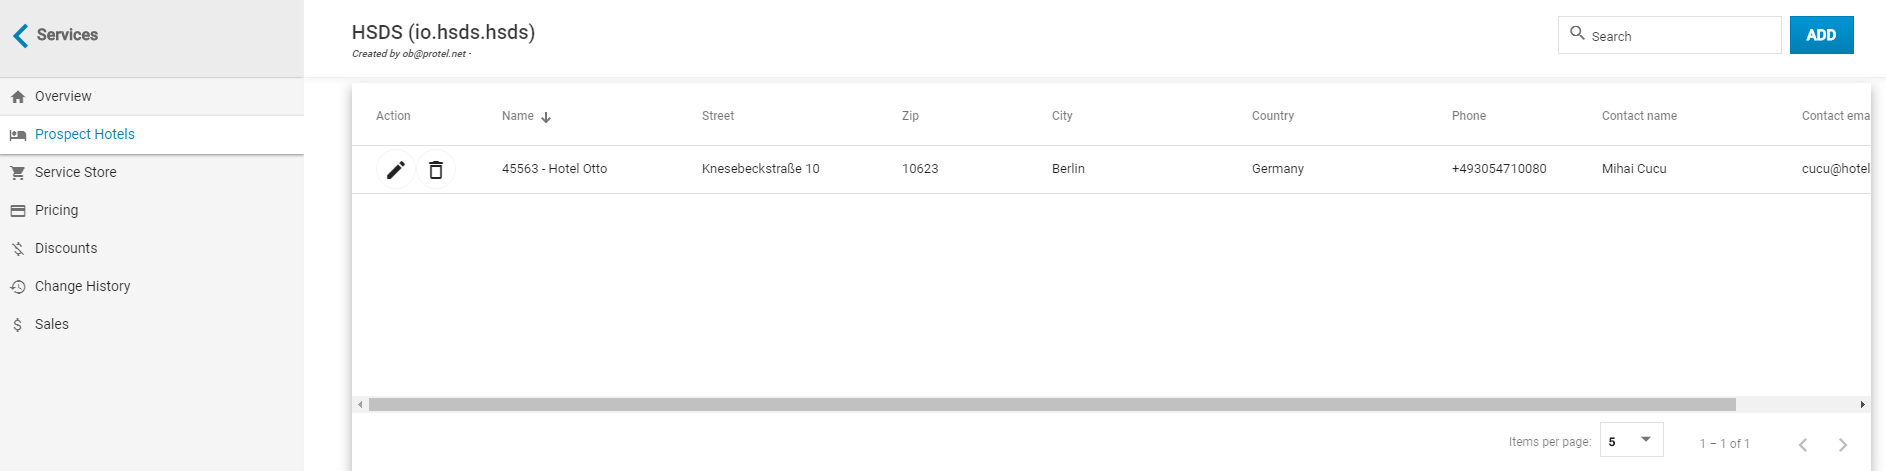 Services
Overview
Prospect Hotels
Service Store
Pricing
Discounts
Change History
Sales
HSDS (io.hsds.hsds)
Created by ob@protel.net -
Search
ADD
Action Name Street Zip City Country Phone Contact name Contact ema
45563 - Hotel Otto Knesebeckstraße 10 10623 Berlin Germany +493054710080 Mihai Cucu cucu@hotel
Items per page: 5 1 – 1 of 1